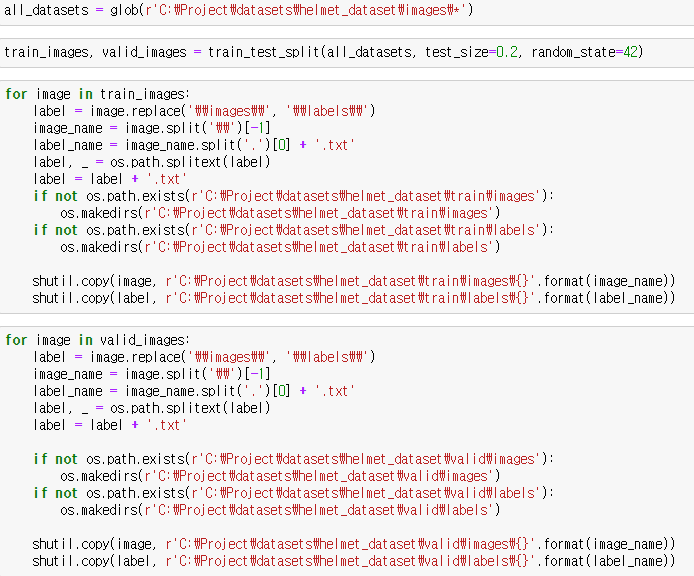 all_datasets = glob(r'C:₩Project₩datasets₩helmet_dataset₩images₩*')
train_images, valid_images = train_test_split(all_datasets, test_size=0.2, random_state=42)
for image in train_images:
    label = image.replace('₩₩images₩₩', '₩₩labels₩₩')
    image_name = image.split('₩₩')[-1]
    label_name = image_name.split('.')[0] + '.txt'
    label, _ = os.path.splitext(label)
    label = label + '.txt'
    if not os.path.exists(r'C:₩Project₩datasets₩helmet_dataset₩train₩images'):
        os.makedirs(r'C:₩Project₩datasets₩helmet_dataset₩train₩images')
    if not os.path.exists(r'C:₩Project₩datasets₩helmet_dataset₩train₩labels'):
        os.makedirs(r'C:₩Project₩datasets₩helmet_dataset₩train₩labels')
    shutil.copy(image, r'C:₩Project₩datasets₩helmet_dataset₩train₩images₩{}'.format(image_name))
    shutil.copy(label, r'C:₩Project₩datasets₩helmet_dataset₩train₩labels₩{}'.format(label_name))
for image in valid_images:
    label = image.replace('₩₩images₩₩', '₩₩labels₩₩')
    image_name = image.split('₩₩')[-1]
    label_name = image_name.split('.')[0] + '.txt'
    label, _ = os.path.splitext(label)
    label = label + '.txt'
    if not os.path.exists(r'C:₩Project₩datasets₩helmet_dataset₩valid₩images'):
        os.makedirs(r'C:₩Project₩datasets₩helmet_dataset₩valid₩images')
    if not os.path.exists(r'C:₩Project₩datasets₩helmet_dataset₩valid₩labels'):
        os.makedirs(r'C:₩Project₩datasets₩helmet_dataset₩valid₩labels')
    shutil.copy(image, r'C:₩Project₩datasets₩helmet_dataset₩valid₩images₩{}'.format(image_name))
    shutil.copy(label, r'C:₩Project₩datasets₩helmet_dataset₩valid₩labels₩{}'.format(label_name))